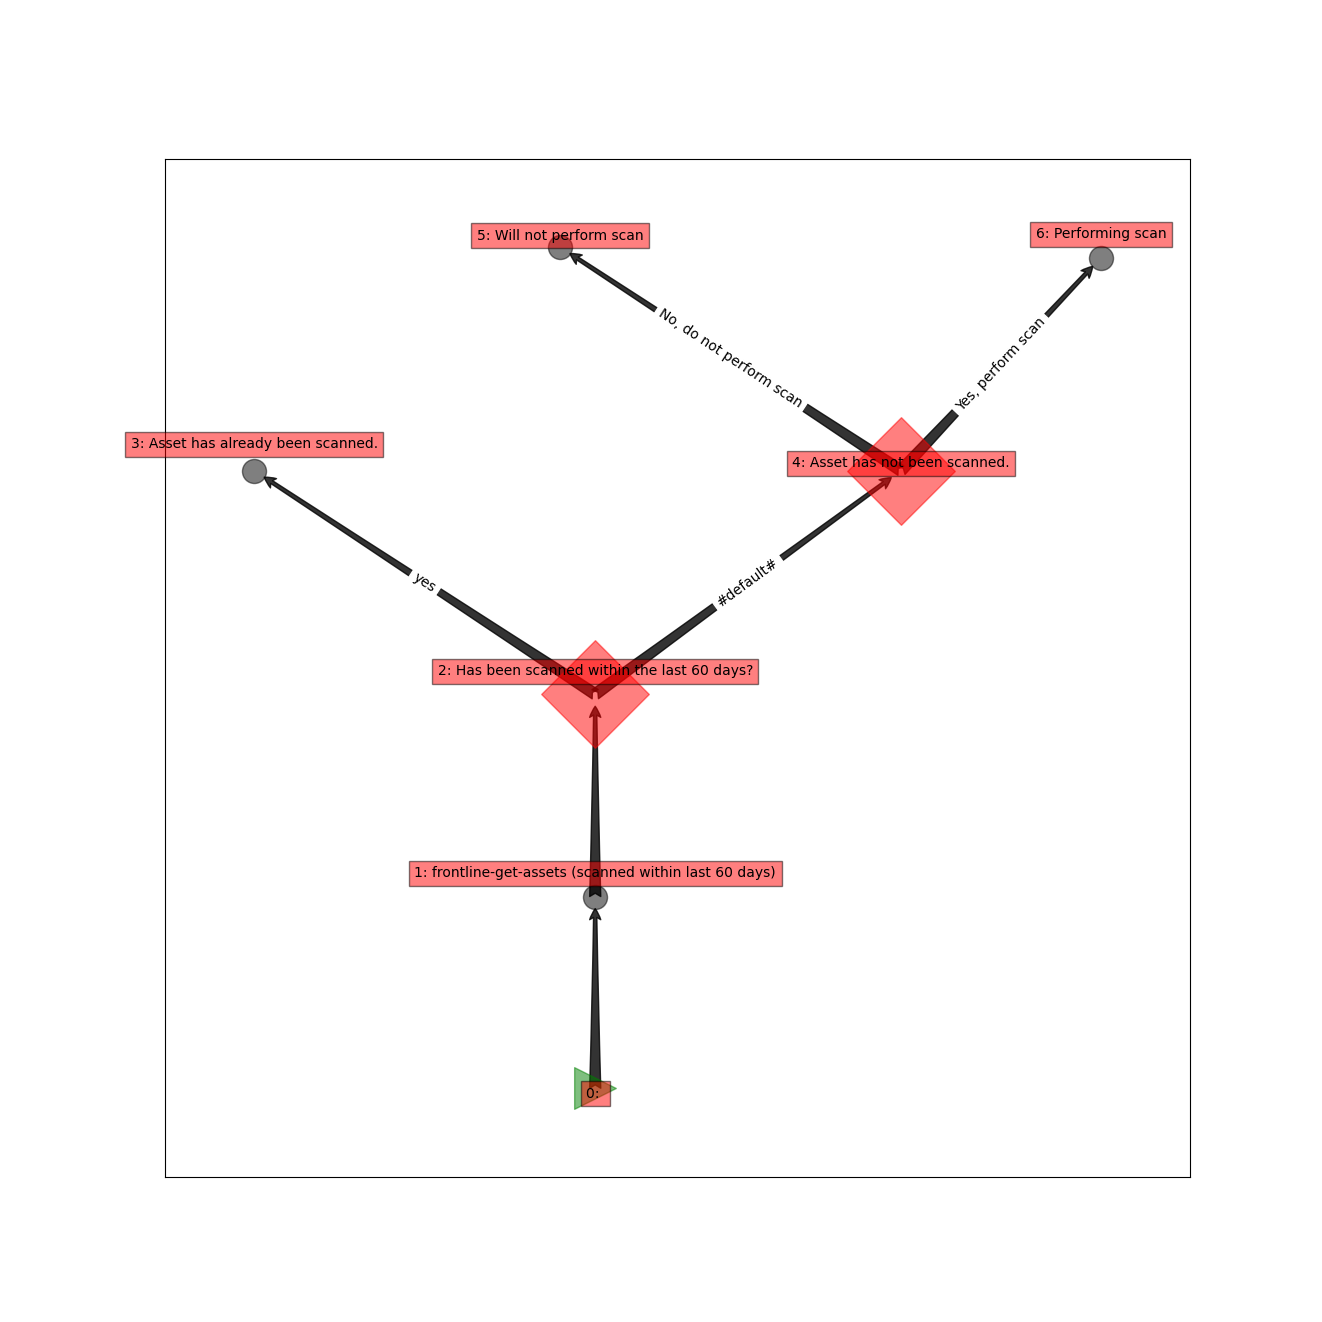 5: Will not perform scan
6: Performing scan
No, do not perform scan
Yes, perform scan
3: Asset has already been scanned.
4: Asset has not been scanned.
yes
#default#
2: Has been scanned within the last 60 days?
1: frontline-get-assets (scanned within last 60 days)
0: